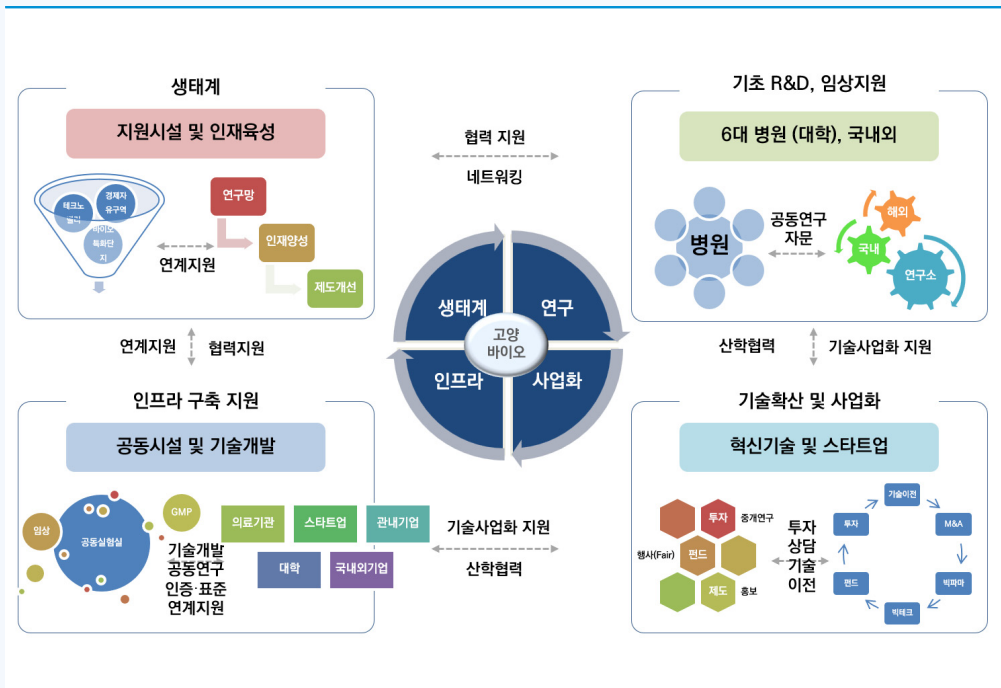 생태계
지원시설 및 인재육성
테크노
밸리
경제자
유구역
바이오
특화단
지
연계지원
연구망
인재양성
제도개선
협력 지원
네트워킹
기초 R&D, 임상지원
6대 병원 (대학), 국내외
병원
공동연구
자문
해외
국내
연구소
생태계
연구
고양
바이오
인프라
사업화
연계지원
협력지원
산학협력
기술사업화 지원
인프라 구축 지원
공동시설 및 기술개발
임상
공동실험실
GMP
기술개발
공동연구
인증·표준
연계지원
의료기관
스타트업
관내기업
대학
국내외기업
기술사업화 지원
산학협력
기술확산 및 사업화
혁신기술 및 스타트업
투자
중개연구
행사(Fair)
펀드
제도
홍보
투자
상담
기술
이전
기술이전
M&A
빅파마
빅테크
펀드
투자